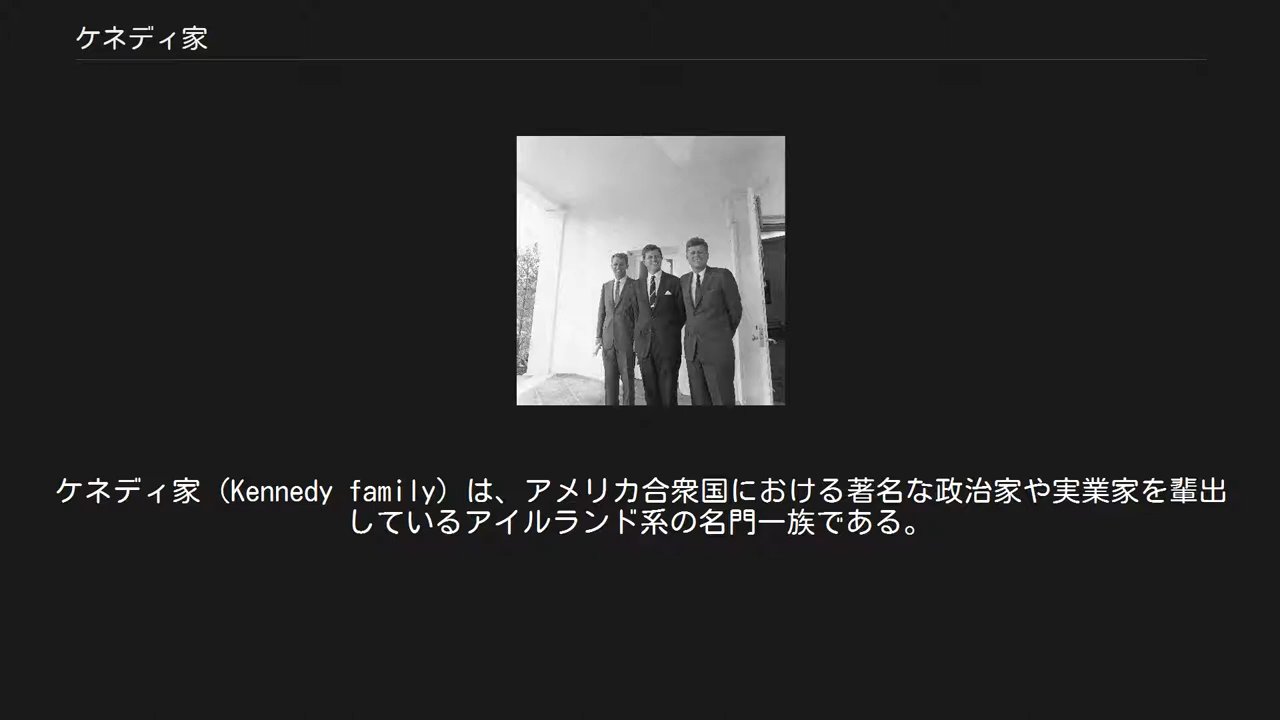 ケネディ家
ケネディ家（Kennedy family）は、アメリカ合衆国における著名な政治家や実業家を輩出
しているアイルランド系の名門一族である。